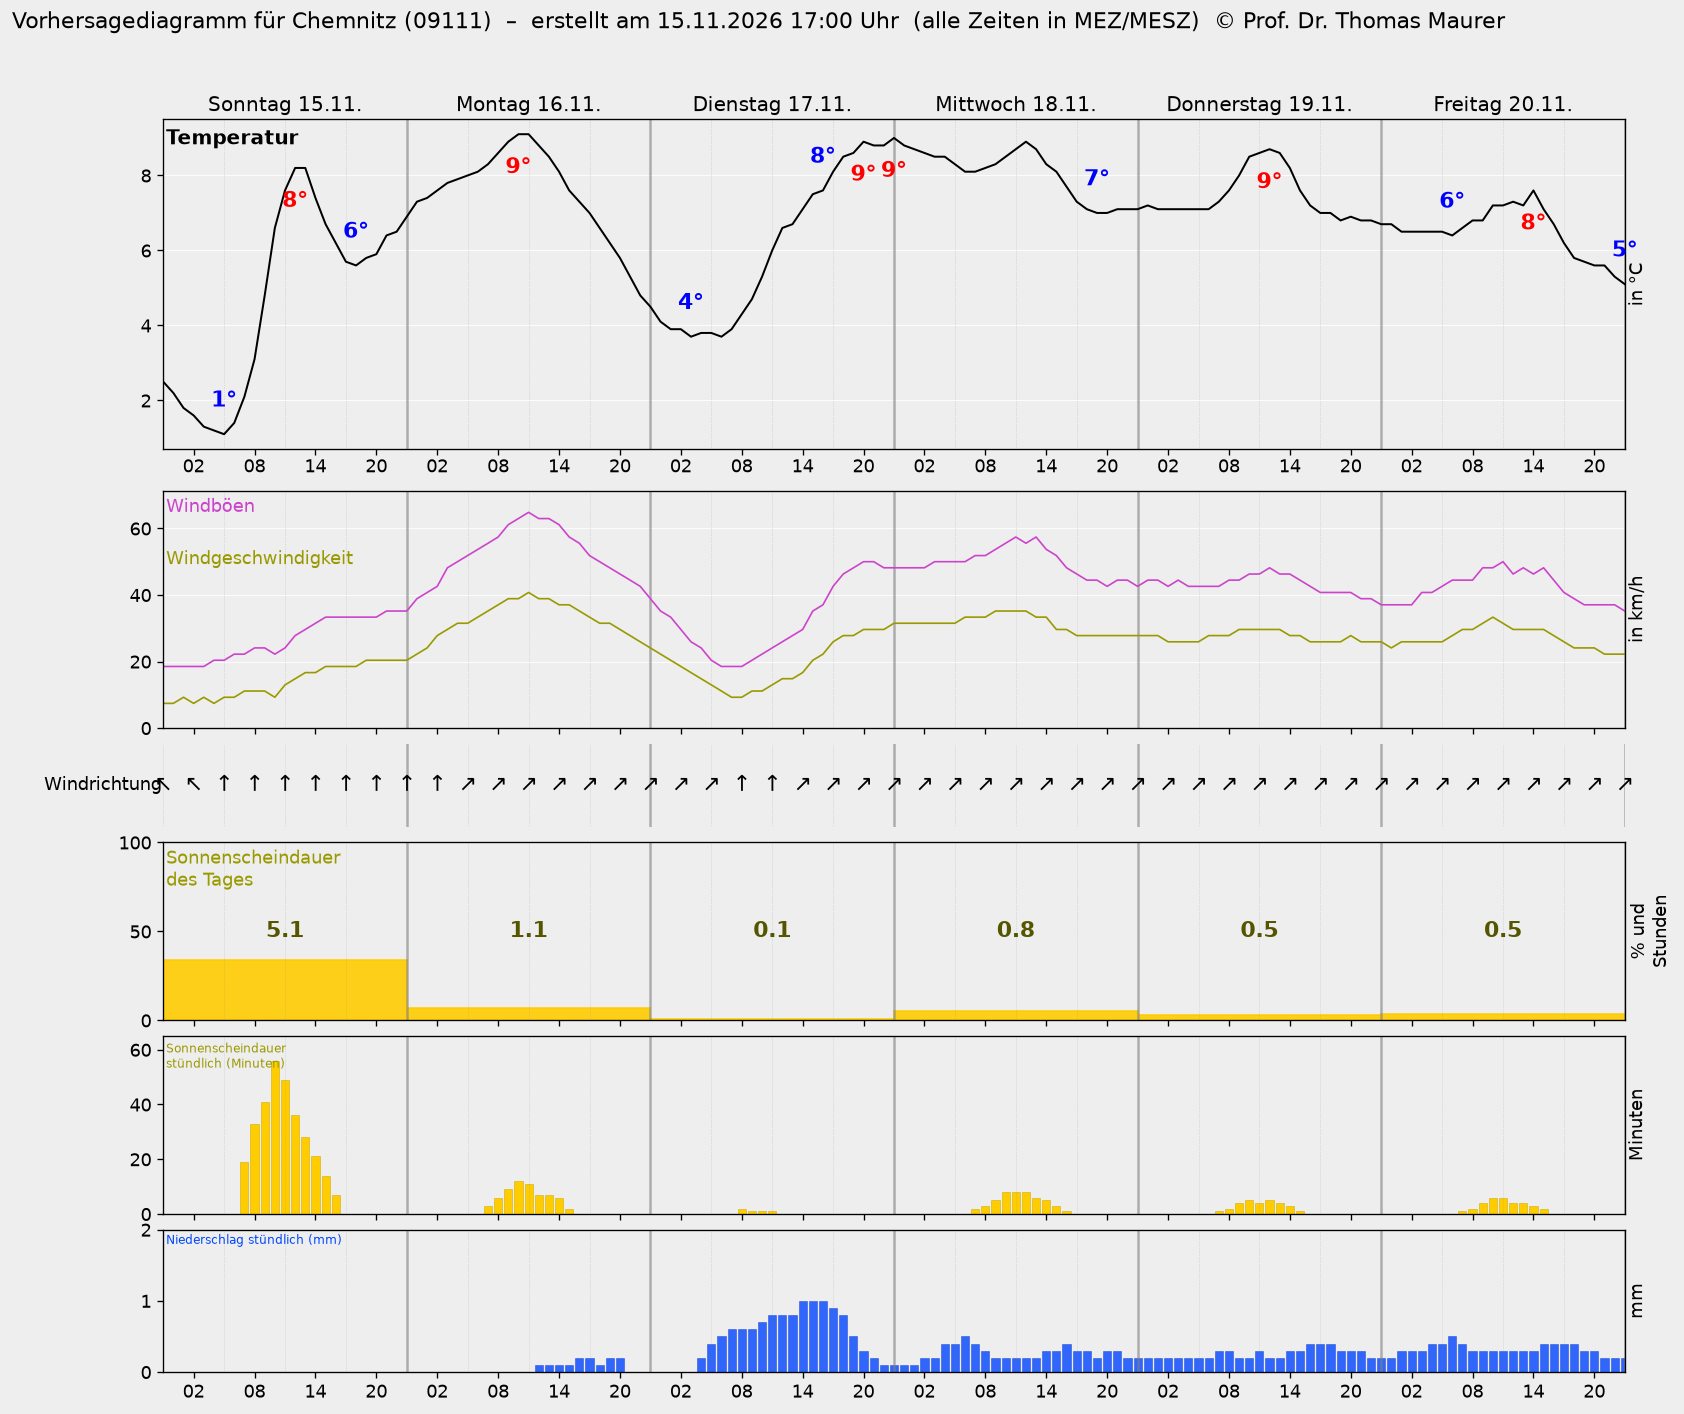 Vorhersagediagramm für Chemnitz (09111)  –  erstellt am 15.11.2026 17:00 Uhr  (alle Zeiten in MEZ/MESZ)  © Prof. Dr. Thomas Maurer
Sonntag 15.11. Montag 16.11. Dienstag 17.11. Mittwoch 18.11. Donnerstag 19.11. Freitag 20.11.
Temperatur
8
6
4
2
1° 8° 6° 9° 4° 8° 9° 9° 7° 9° 6° 8° 5°
in °C
02 08 14 20 02 08 14 20 02 08 14 20 02 08 14 20 02 08 14 20 02 08 14 20
Windböen
Windgeschwindigkeit
60
40
20
0
in km/h
Windrichtung
Sonnenscheindauer
des Tages
100
50
0
5.1 1.1 0.1 0.8 0.5 0.5
% und
Stunden
Sonnenscheindauer
stündlich (Minuten)
60
40
20
0
Minuten
Niederschlag stündlich (mm)
2
1
0
mm
02 08 14 20 02 08 14 20 02 08 14 20 02 08 14 20 02 08 14 20 02 08 14 20